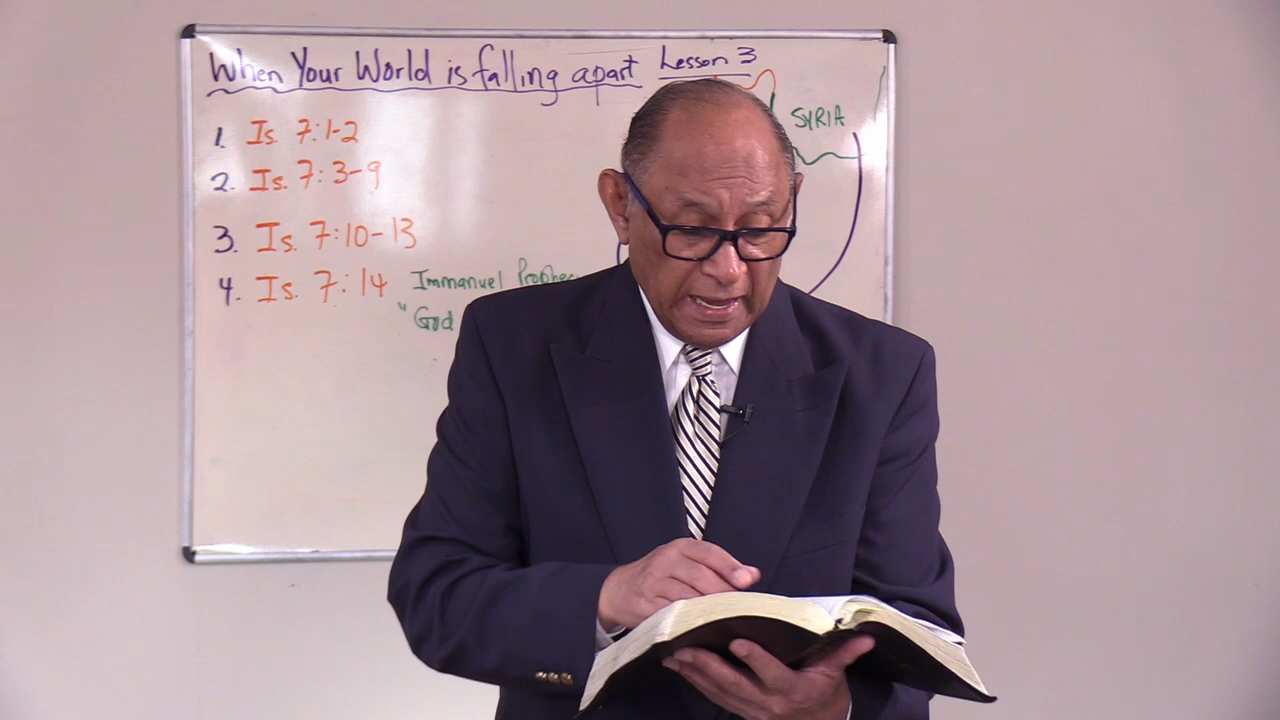 When Your World is falling apart Lesson 3
SYRIA
1. Is. 7:1-2
2. Is. 7:3-9
3. Is. 7:10-13
4. Is. 7:14 Immanuel
"God